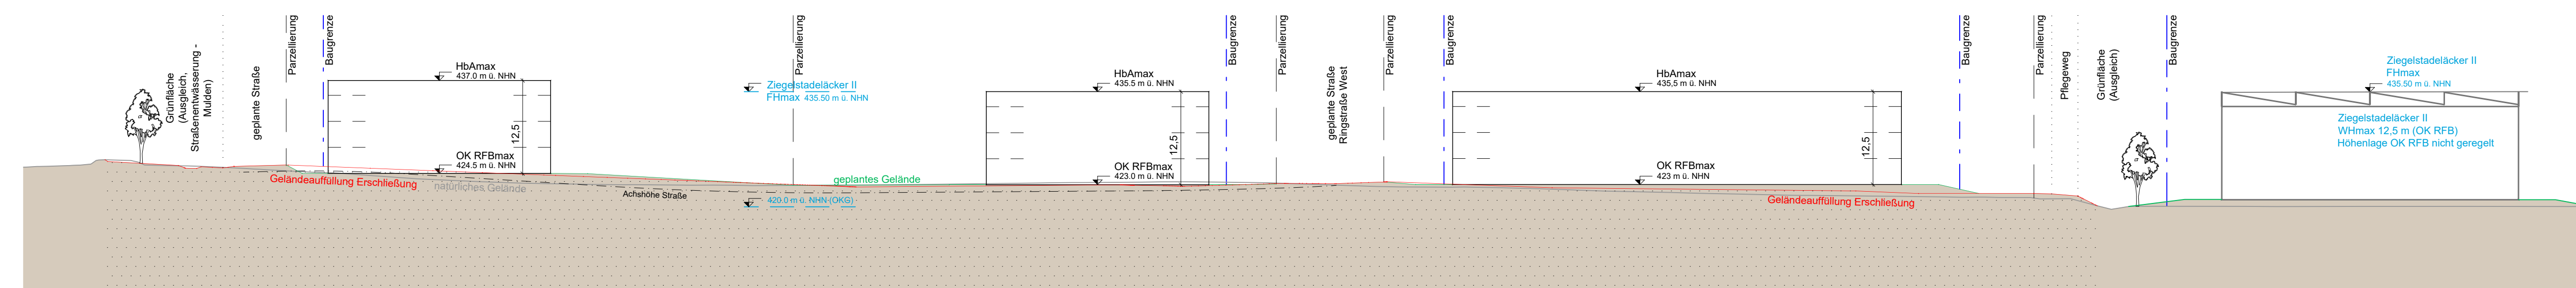 Grünfläche
(Ausgleich,
Straßenentwässerung -
Mulden)
geplante Straße
Parzellierung
Baugrenze
HbAmax
437.0 m ü. NHN
12,5
OK RFBmax
424.5 m ü. NHN
Geländeauffüllung Erschließung
natürliches Gelände
Achshöhe Straße
Parzellierung
Ziegelstadeläcker II
FHmax 435.50 m ü. NHN
geplantes Gelände
420.0 m ü. NHN (OKG)
HbAmax
435.5 m ü. NHN
12,5
OK RFBmax
423.0 m ü. NHN
Baugrenze
Parzellierung
geplante Straße
Ringstraße West
Parzellierung
Baugrenze
HbAmax
435,5 m ü. NHN
12,5
OK RFBmax
423 m ü. NHN
Geländeauffüllung Erschließung
Baugrenze
Parzellierung
Pflegeweg
Grünfläche
(Ausgleich)
Baugrenze
Ziegelstadeläcker II
FHmax
435.50 m ü. NHN
Ziegelstadeläcker II
WHmax 12,5 m (OK RFB)
Höhenlage OK RFB nicht geregelt